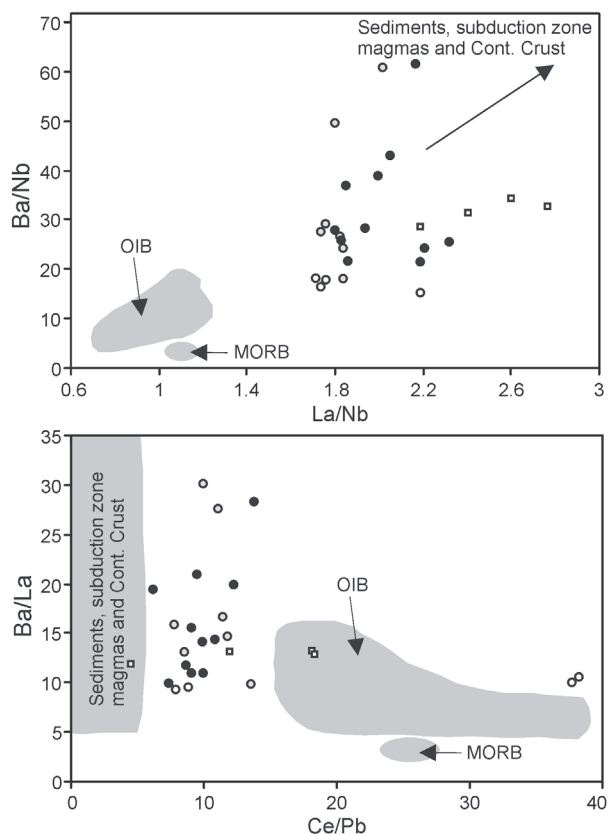 70
Sediments, subduction zone
magmas and Cont. Crust
60
50
40
Ba/Nb
30
OIB
20
10
MORB
0
0.6 1 1.4 1.8 2.2 2.6 3
La/Nb
35
30
25
Sediments, subduction zone
magmas and Cont. Crust
20
Ba/La
OIB
15
10
5
MORB
0
0 10 20 30 40
Ce/Pb